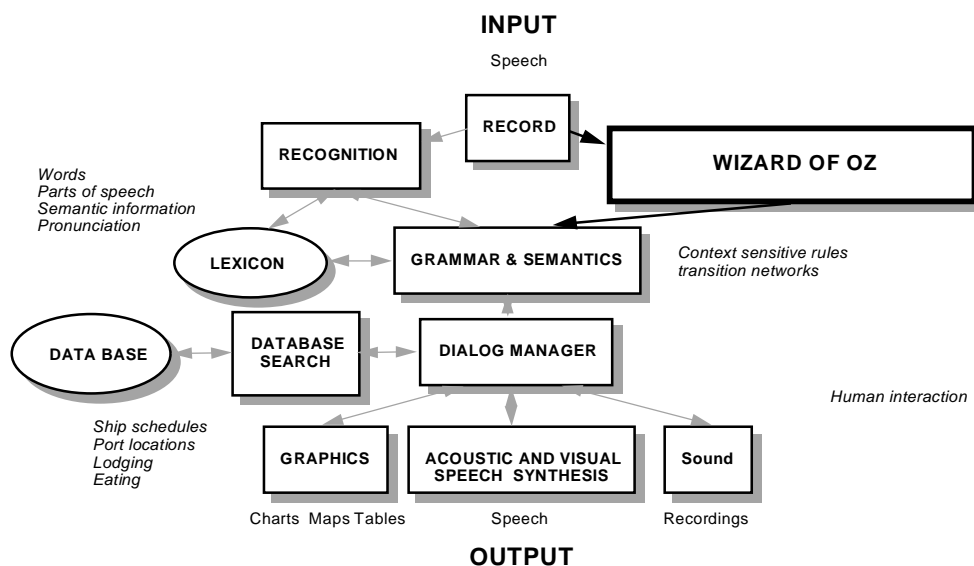 INPUT
Speech
RECORD
RECOGNITION
WIZARD OF OZ
Words
Parts of speech
Semantic information
Pronunciation
LEXICON
GRAMMAR & SEMANTICS
Context sensitive rules
transition networks
DATA BASE
DATABASE
SEARCH
DIALOG MANAGER
Human interaction
Ship schedules
Port locations
Lodging
Eating
GRAPHICS
ACOUSTIC AND VISUAL
SPEECH SYNTHESIS
Sound
Charts Maps Tables
Speech
Recordings
OUTPUT